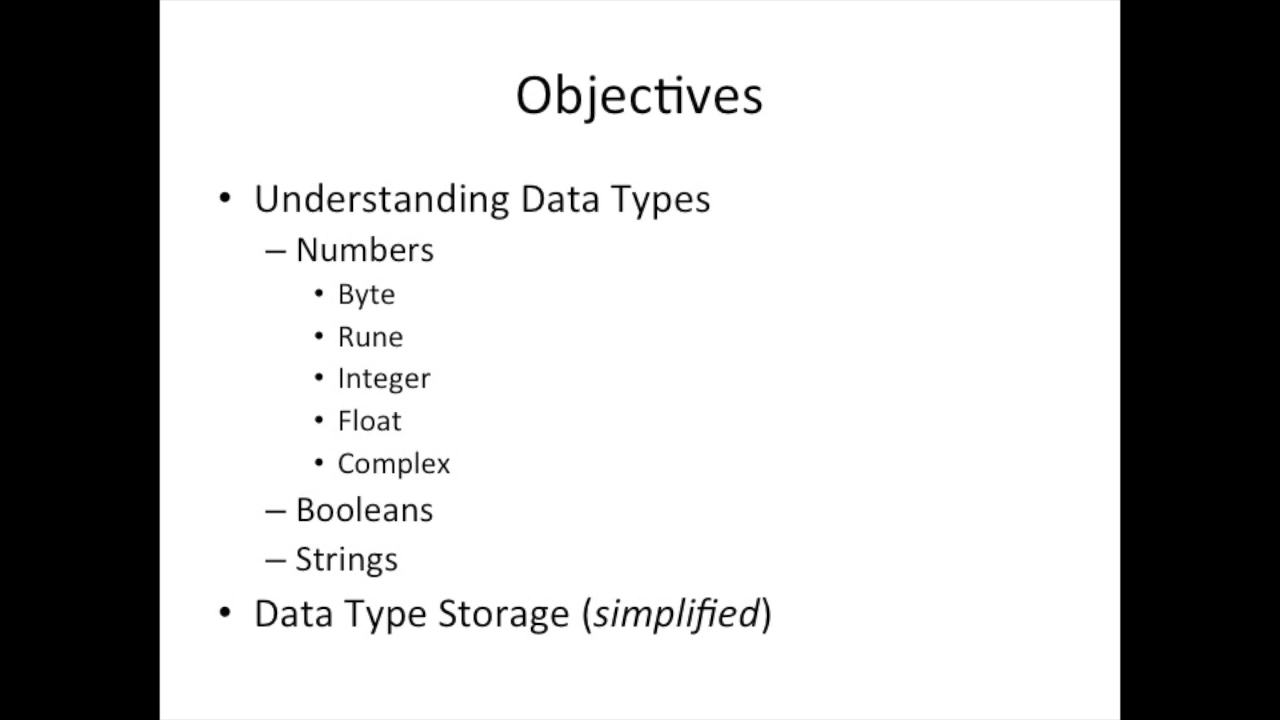 Objectives
• Understanding Data Types
– Numbers
• Byte
• Rune
• Integer
• Float
• Complex
– Booleans
– Strings
• Data Type Storage (simplified)